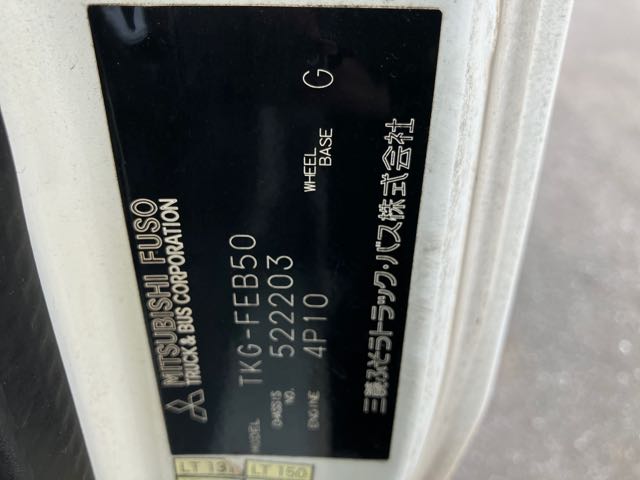 MITSUBISHI FUSO
TRUCK & BUS CORPORATION
MODEL TKG-FEB50
CHASSIS NO. 522203
ENGINE 4P10
WHEEL BASE G
三菱ふそうトラック・バス株式会社
LT 13
LT 150